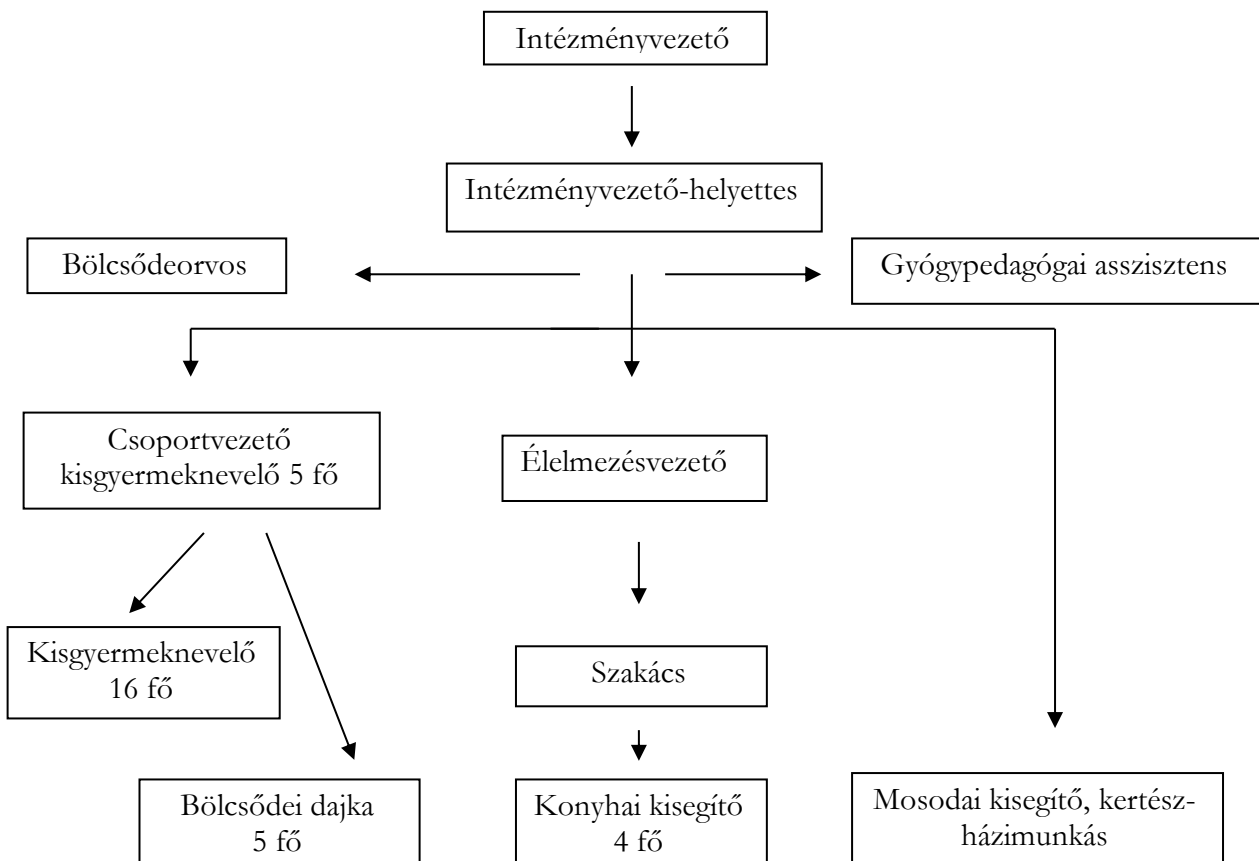 Intézményvezető
Intézményvezető-helyettes
Bölcsődeorvos
Gyógypedagógai asszisztens
Csoportvezető
kisgyermeknevelő 5 fő
Élelmezésvezető
Kisgyermeknevelő
16 fő
Szakács
Bölcsődei dajka
5 fő
Konyhai kisegítő
4 fő
Mosodai kisegítő, kertész-
házimunkás